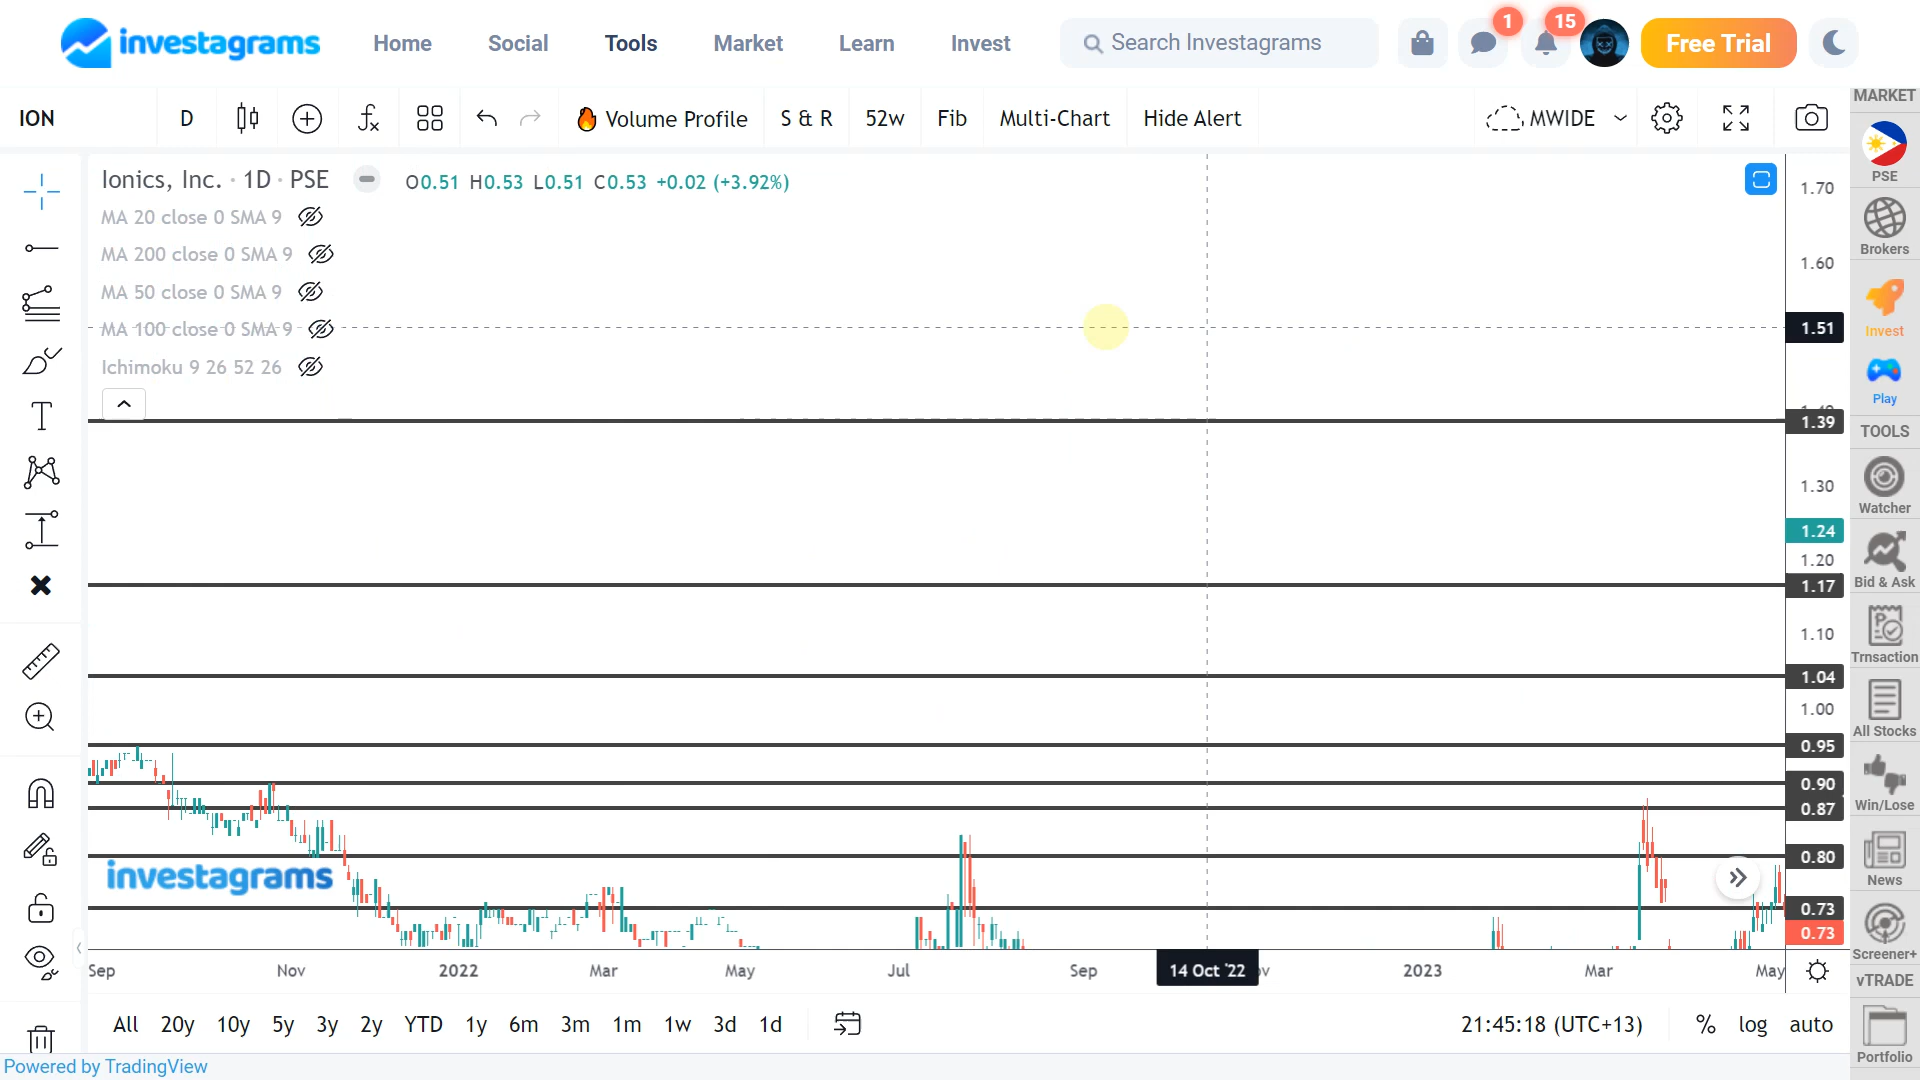 investagrams
Home
Social
Tools
Market
Learn
Invest
Search Investagrams
1
15
Free Trial
ION
D
Volume Profile
S & R
52w
Fib
Multi-Chart
Hide Alert
MWIDE
Ionics, Inc. · 1D · PSE
O0.51 H0.53 L0.51 C0.53 +0.02 (+3.92%)
MA 20 close 0 SMA 9
MA 200 close 0 SMA 9
MA 50 close 0 SMA 9
MA 100 close 0 SMA 9
Ichimoku 9 26 52 26
1.70
1.60
1.51
1.39
1.30
1.24
1.20
1.17
1.10
1.04
1.00
0.95
0.90
0.87
0.80
0.73
0.73
investagrams
Sep
Nov
2022
Mar
May
Jul
Sep
14 Oct '22
2023
Mar
May
All
20y
10y
5y
3y
2y
YTD
1y
6m
3m
1m
1w
3d
1d
21:45:18 (UTC+13)
%
log
auto
Powered by TradingView
MARKET
PSE
Brokers
Invest
Play
TOOLS
Watcher
Bid & Ask
Trnsaction
All Stocks
Win/Lose
News
Screener+
vTRADE
Portfolio